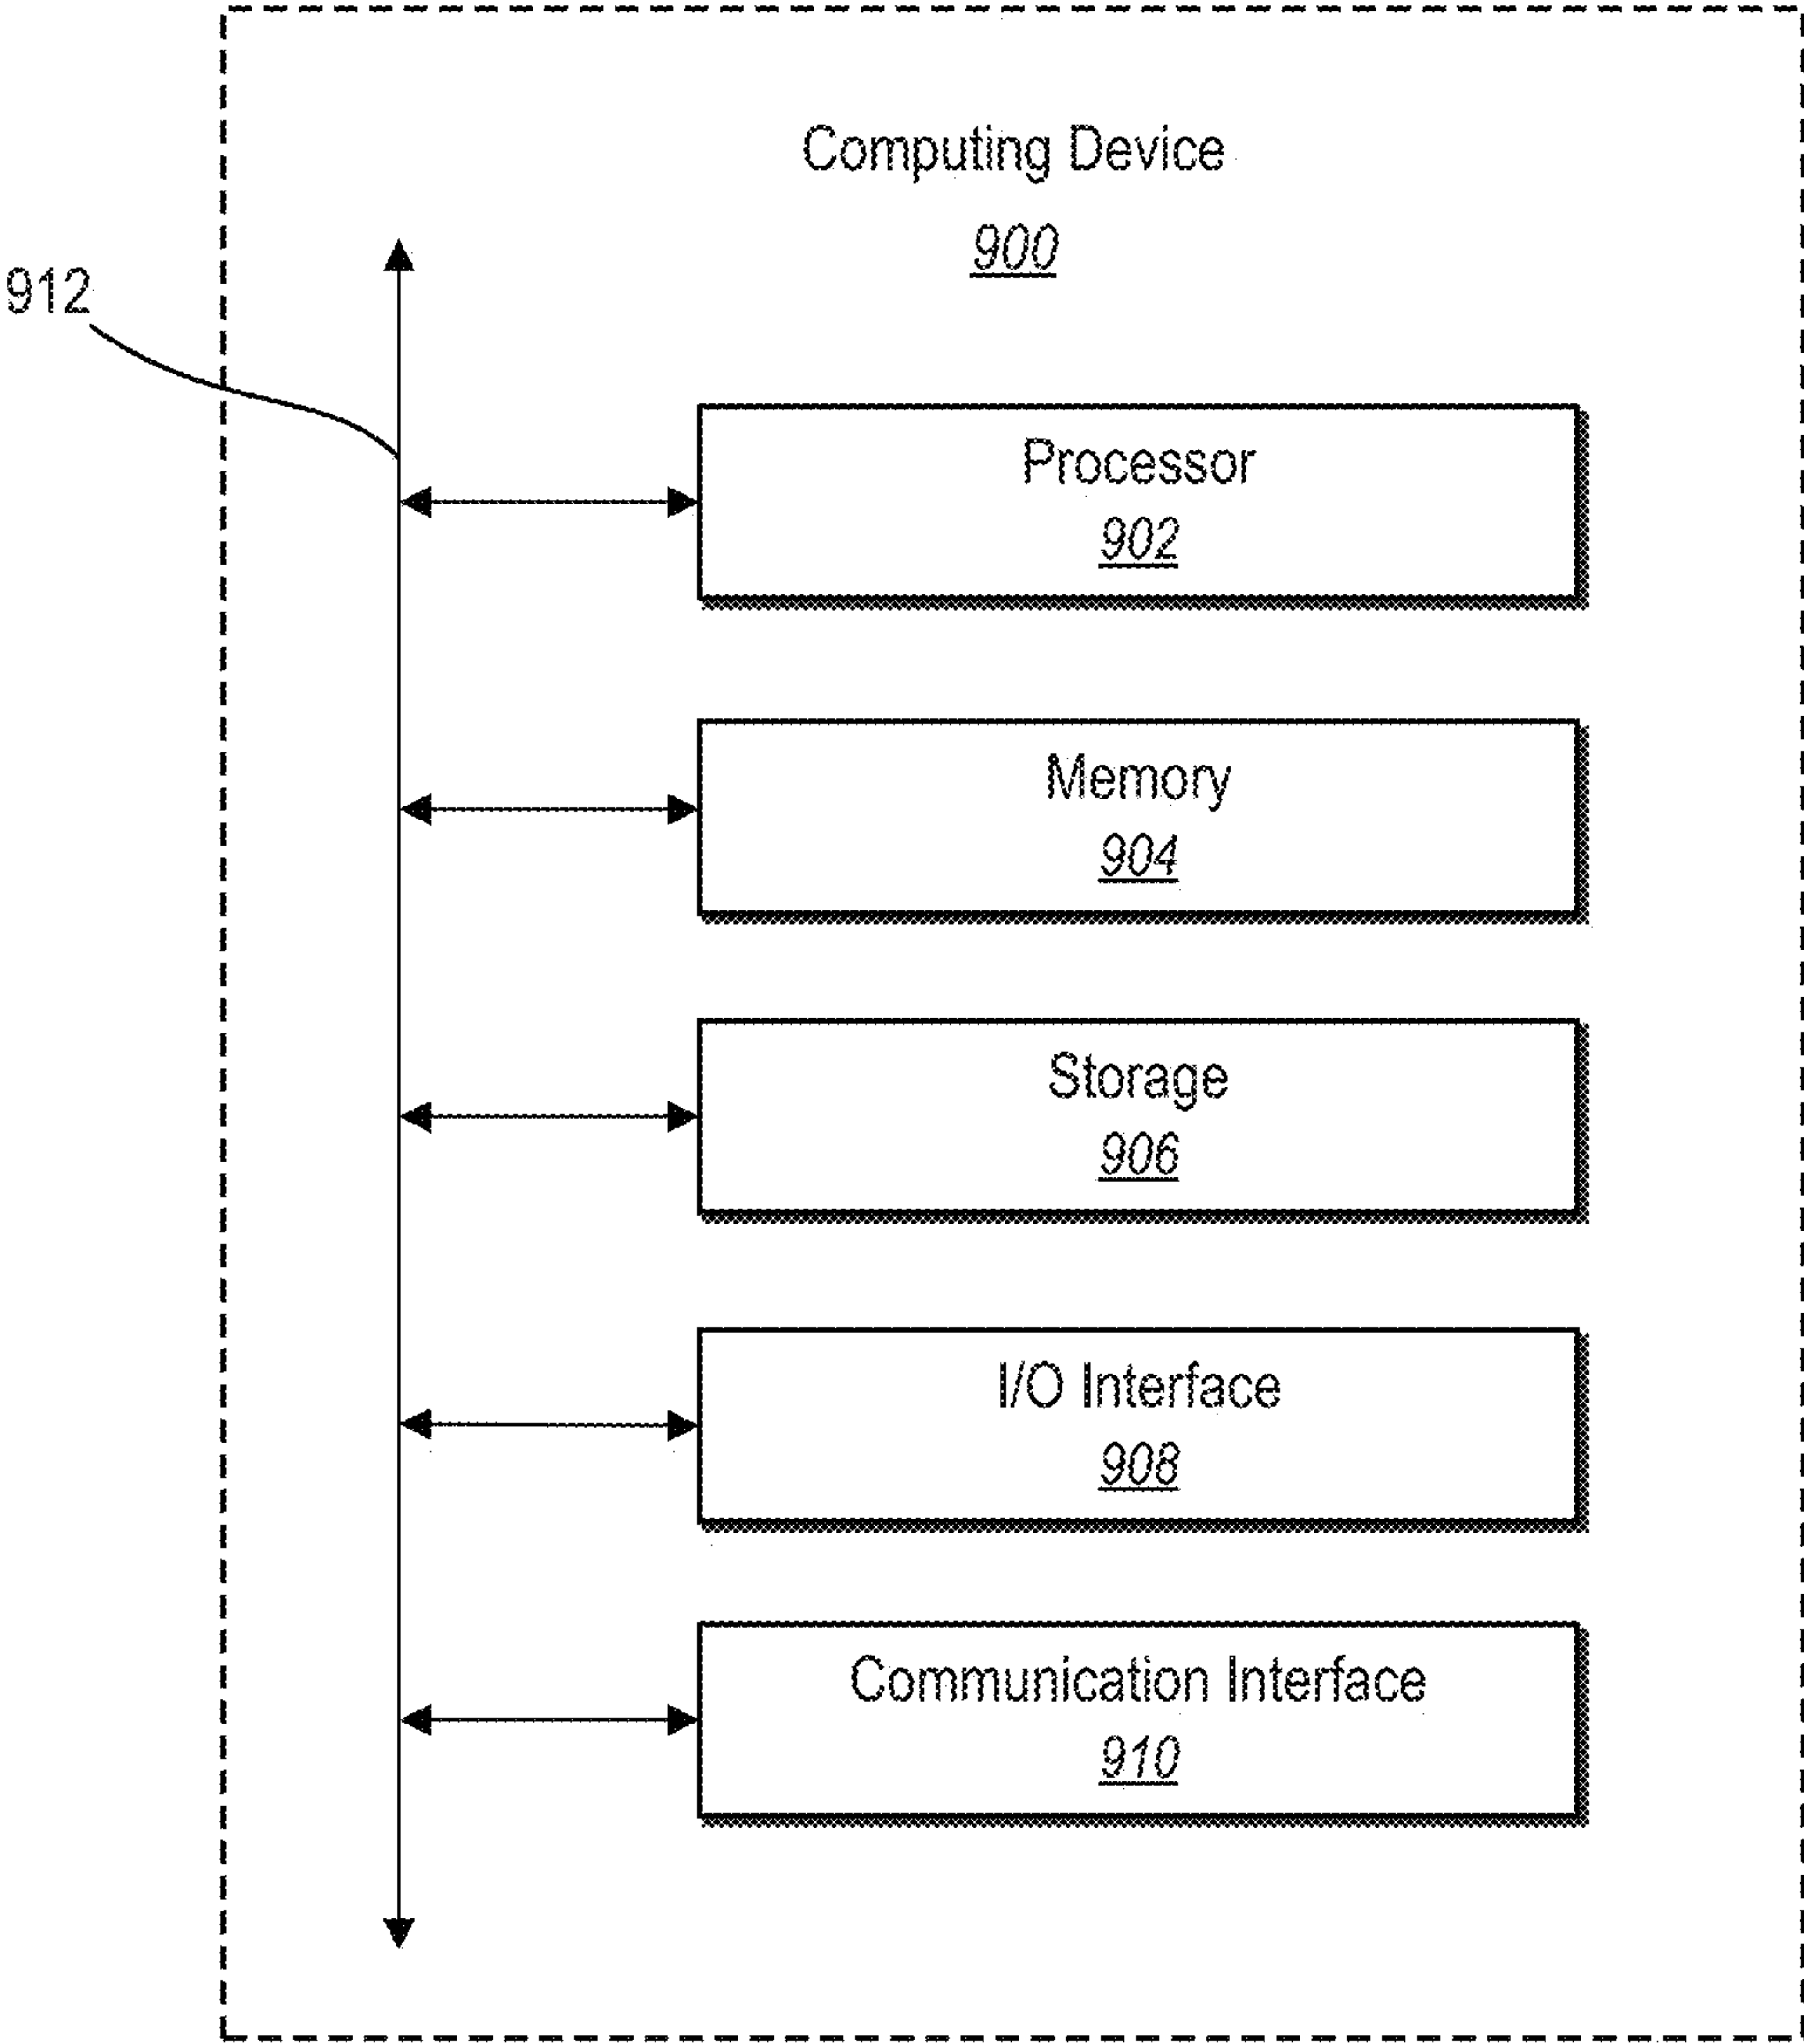 Computing Device
900
912
Processor
902
Memory
904
Storage
906
I/O Interface
908
Communication Interface
910